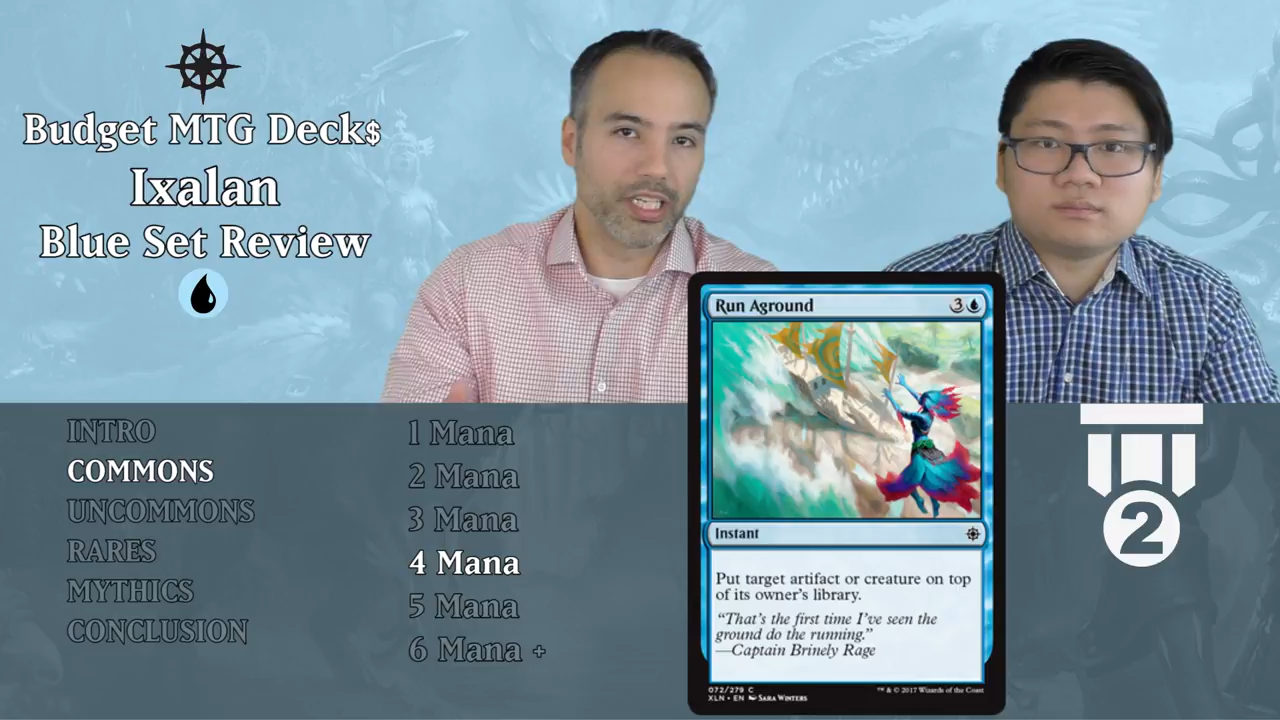 Budget MTG Deck$
Ixalan
Blue Set Review
INTRO
COMMONS
UNCOMMONS
RARES
MYTHICS
CONCLUSION
1 Mana
2 Mana
3 Mana
4 Mana
5 Mana
6 Mana +
Run Aground 3
Instant
Put target artifact or creature on top
of its owner's library.
"That's the first time I've seen the
ground do the running."
—Captain Brinely Rage
072/279 C
XLN • EN Sara Winters
™ & © 2017 Wizards of the Coast
2